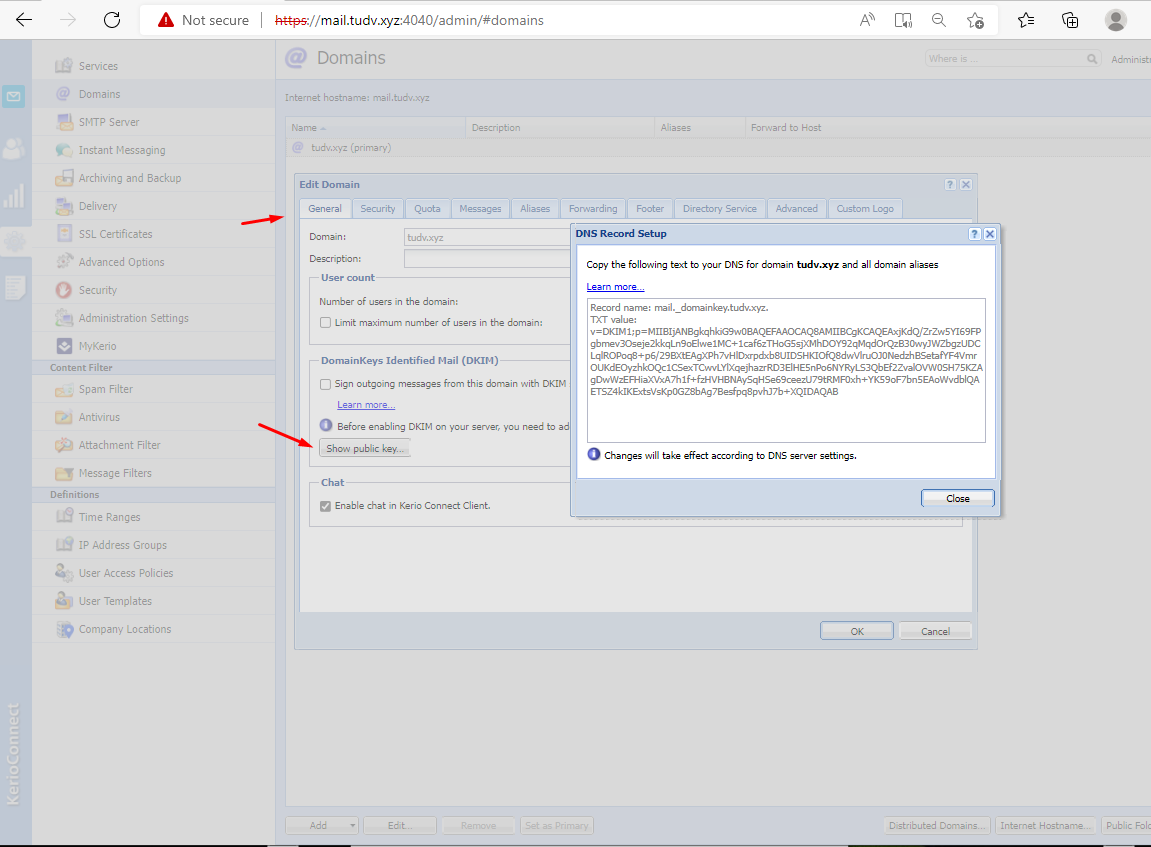 Not secure
https://mail.tudv.xyz:4040/admin/#domains
Services
Domains
SMTP Server
Instant Messaging
Archiving and Backup
Delivery
SSL Certificates
Advanced Options
Security
Administration Settings
MyKerio
Content Filter
Spam Filter
Antivirus
Attachment Filter
Message Filters
Definitions
Time Ranges
IP Address Groups
User Access Policies
User Templates
Company Locations
KerioConnect
Domains
Where is ...
Administ
Internet hostname: mail.tudv.xyz
Name Description Aliases Forward to Host
tudv.xyz (primary)
Edit Domain
General Security Quota Messages Aliases Forwarding Footer Directory Service Advanced Custom Logo
Domain: tudv.xyz
Description:
User count
Number of users in the domain:
Limit maximum number of users in the domain:
DomainKeys Identified Mail (DKIM)
Sign outgoing messages from this domain with DKIM
Learn more...
Before enabling DKIM on your server, you need to ad
Show public key...
Chat
Enable chat in Kerio Connect Client.
OK Cancel
DNS Record Setup
Copy the following text to your DNS for domain tudv.xyz and all domain aliases
Learn more...
Record name: mail._domainkey.tudv.xyz.
TXT value:
v=DKIM1;p=MIIBIjANBgkqhkiG9w0BAQEFAAOCAQ8AMIIBCgKCAQEAxjKdQ/ZrZw5YI69FP
gbmev3Oseje2kkqLn9oElwe1MC+1caf6zTHoG5sjXMhDOY92qMqdOrQzB30wyJWZbgzUDC
LqlROPoq8+p6/29BXtEAgXPh7vHlDxrpdxb8UIDSHKIOfQ8dwVlruOJ0NedzhBSetafYF4Vmr
OUKdEOyzhkOQc1CSexTCwvLYlXqejhazrRD3ElHE5nPo6NYRyLS3QbEf2ZvalOVW0SH75KZA
gDwWzEFHiaXVxA7h1f+fzHVHBNAySqHSe69ceezU79tRMF0xh+YK59oF7bn5EAoWvdblQA
ETSZ4kIKExtsVsKp0GZ8bAg7Besfpq8pvhJ7b+XQIDAQAB
Changes will take effect according to DNS server settings.
Close
Add Edit... Remove Set as Primary Distributed Domains... Internet Hostname... Public Fold